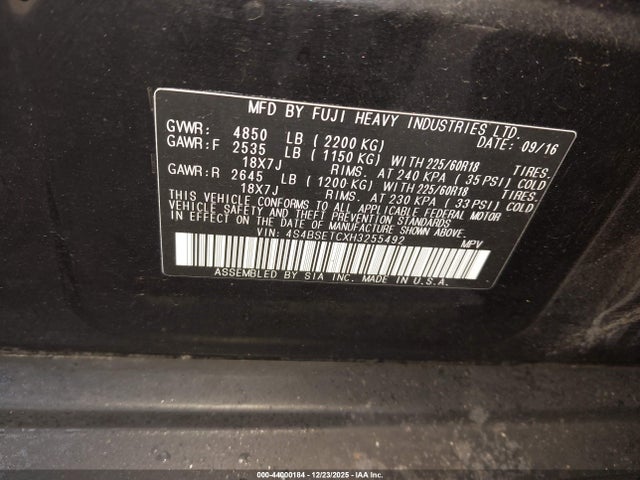 MFD BY FUJI HEAVY INDUSTRIES LTD.
GVWR: 4850 LB ( 2200 KG) DATE: 09/16
GAWR:F 2535 LB ( 1150 KG) WITH 225/60R18 TIRES.
18X7J RIMS. AT 240 KPA ( 35 PSI) COLD
GAWR:R 2645 LB ( 1200 KG) WITH 225/60R18 TIRES.
18X7J RIMS. AT 230 KPA ( 33 PSI) COLD
THIS VEHICLE CONFORMS TO ALL APPLICABLE FEDERAL MOTOR
VEHICLE SAFETY AND THEFT PREVENTION STANDARDS IN
EFFECT ON THE DATE OF MANUFACTURE SHOWN ABOVE.
VIN: 4S4BSETCXH3255492 MPV
ASSEMBLED BY SIA INC. MADE IN U.S.A.
000-44000184 | 12/23/2025 | IAA Inc.